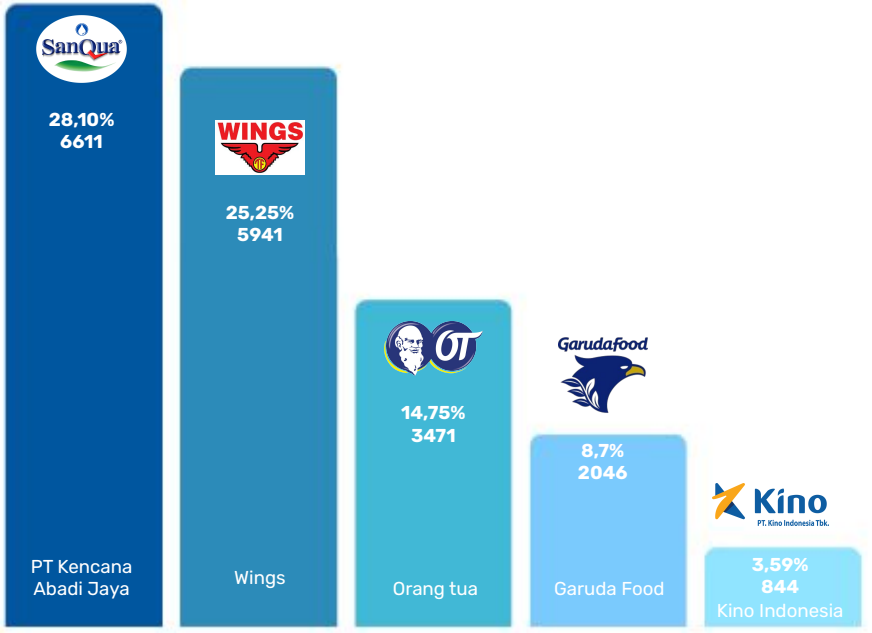 SanQua
28,10%
6611
PT Kencana
Abadi Jaya
WINGS
25,25%
5941
Wings
OT
14,75%
3471
Orang tua
Garudafood
8,7%
2046
Garuda Food
Kino
PT. Kino Indonesia Tbk.
3,59%
844
Kino Indonesia